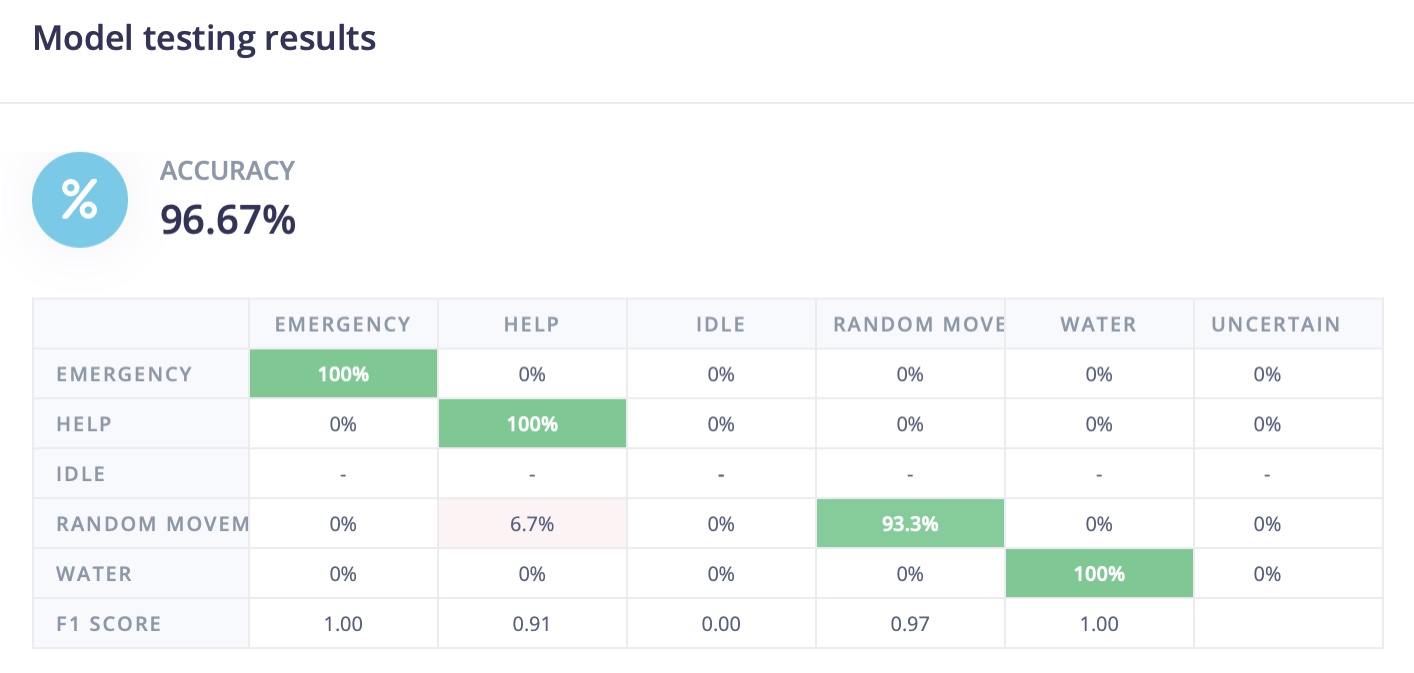 Model testing results
%
ACCURACY
96.67%
EMERGENCY HELP IDLE RANDOM MOVE WATER UNCERTAIN
EMERGENCY 100% 0% 0% 0% 0% 0%
HELP 0% 100% 0% 0% 0% 0%
IDLE - - - - - -
RANDOM MOVEM 0% 6.7% 0% 93.3% 0% 0%
WATER 0% 0% 0% 0% 100% 0%
F1 SCORE 1.00 0.91 0.00 0.97 1.00